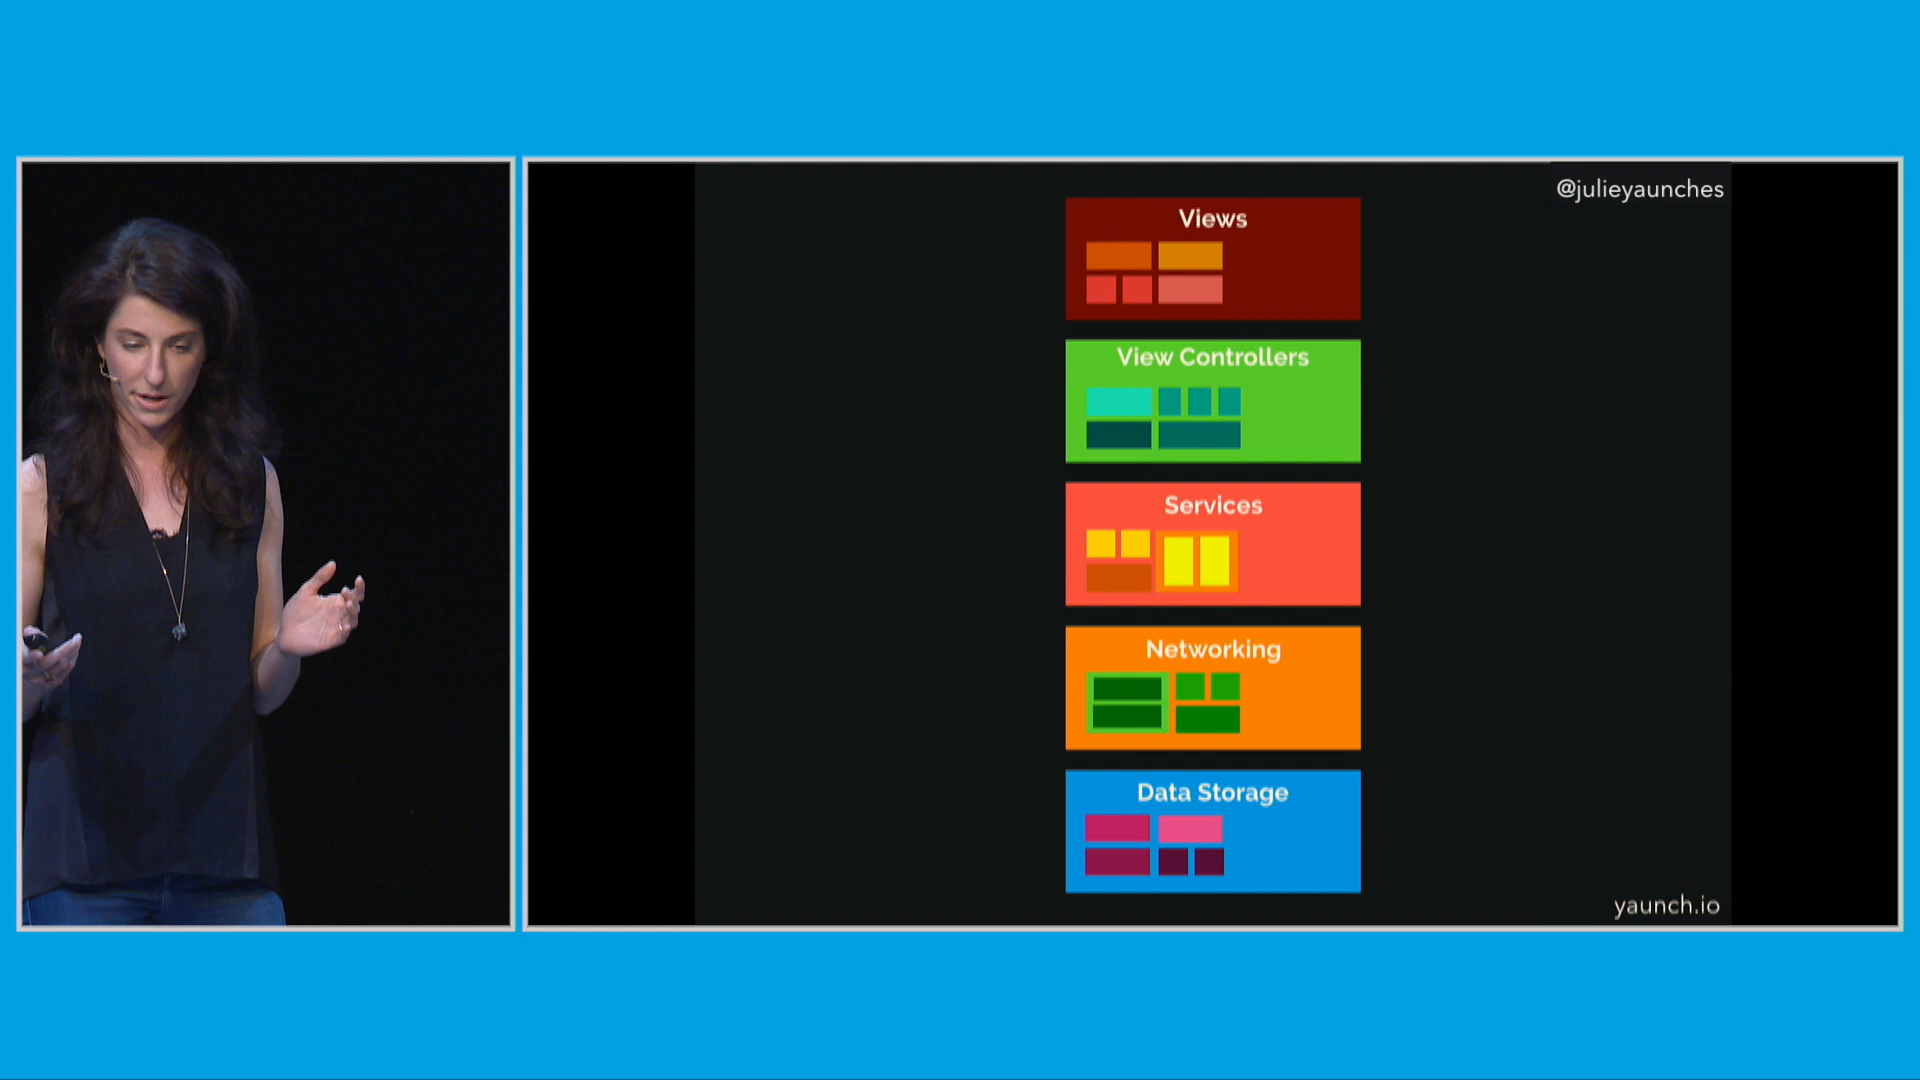 @julieyaunches
Views
View Controllers
Services
Networking
Data Storage
yaunch.io